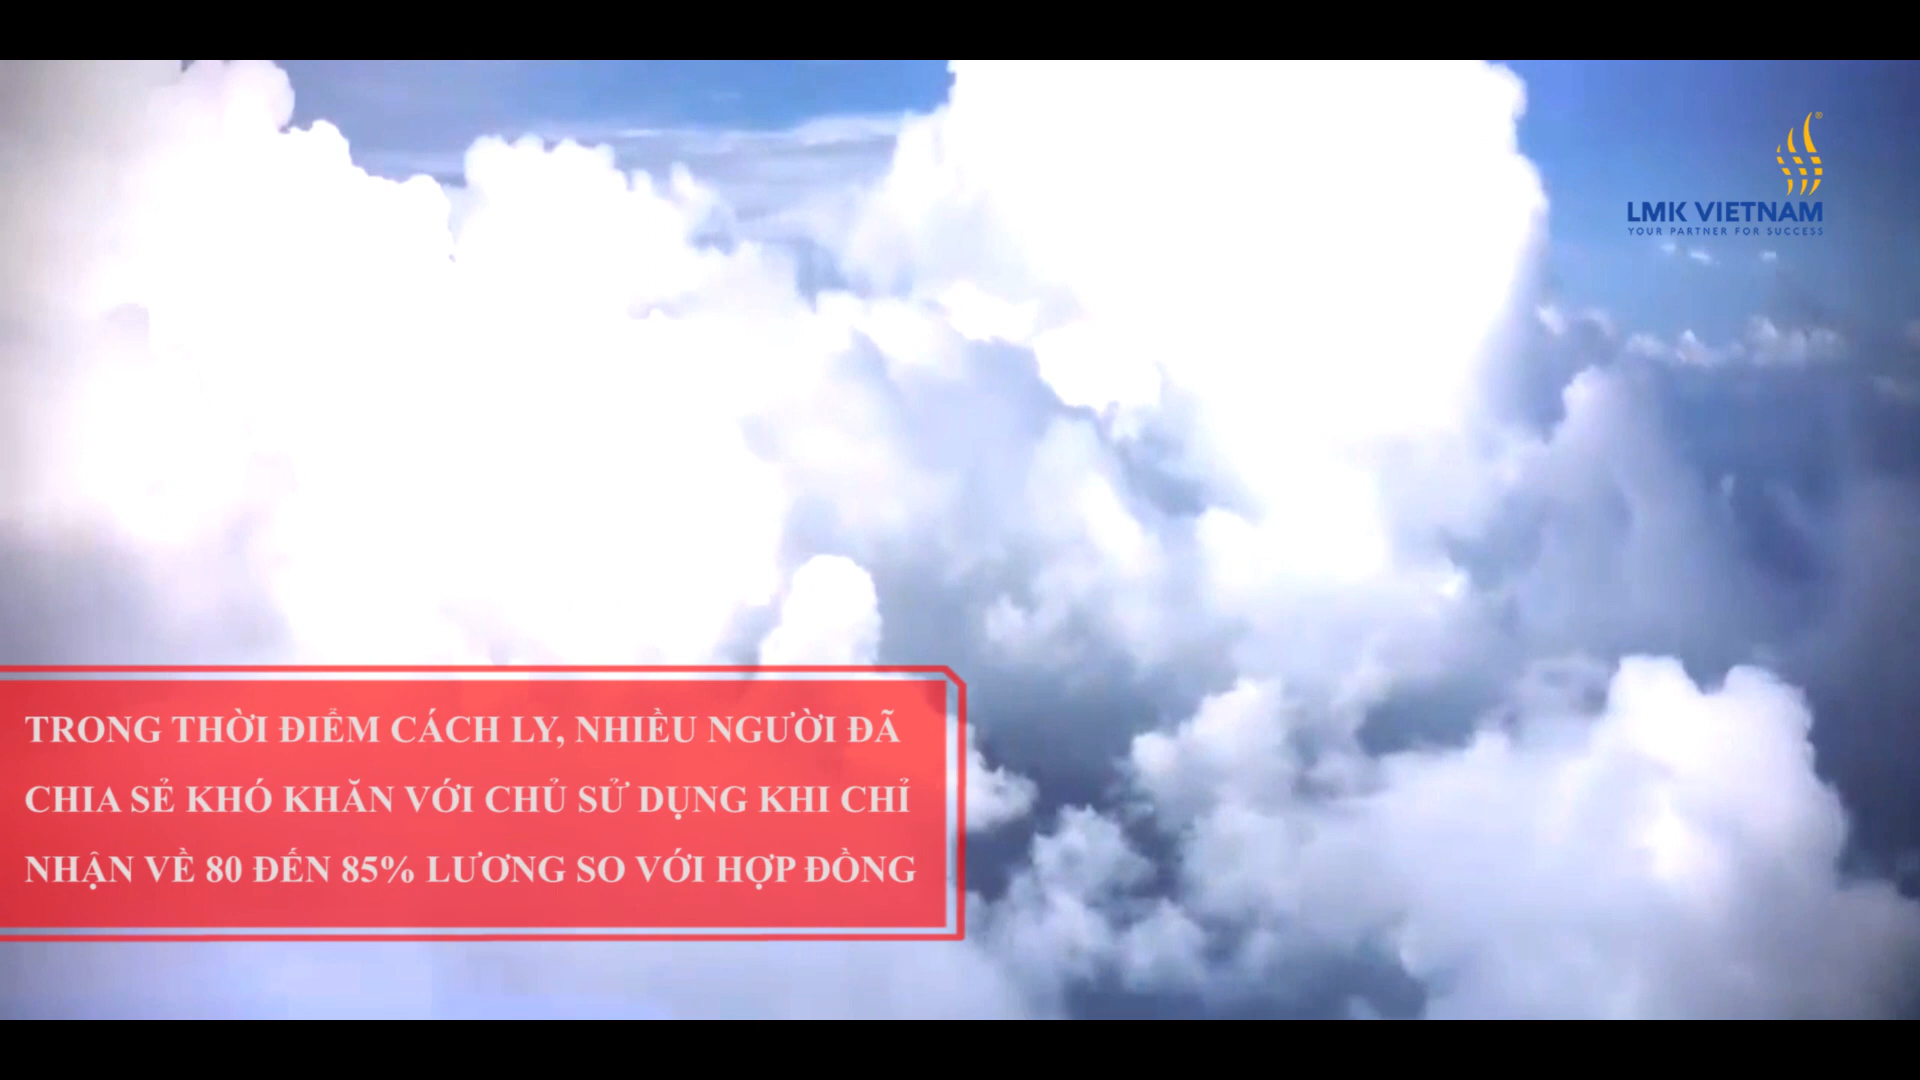 ®
LMK VIETNAM
YOUR PARTNER FOR SUCCESS
TRONG THỜI ĐIỂM CÁCH LY, NHIỀU NGƯỜI ĐÃ
CHIA SẺ KHÓ KHĂN VỚI CHỦ SỬ DỤNG KHI CHỈ
NHẬN VỀ 80 ĐẾN 85% LƯƠNG SO VỚI HỢP ĐỒNG